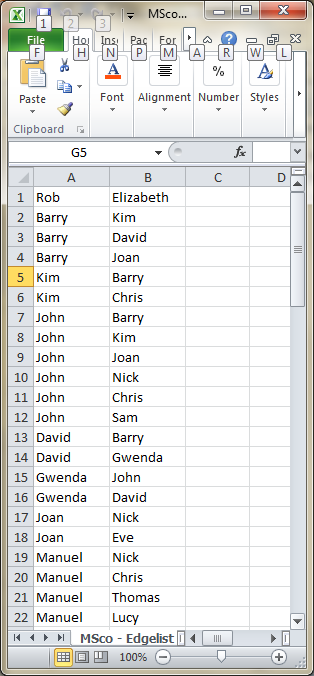 MSco...
1 2 3
File Ho In Pac For
F H N P M A R W L
Paste Font Alignment Number Styles
Clipboard
G5 fx
A B C D
1 Rob Elizabeth
2 Barry Kim
3 Barry David
4 Barry Joan
5 Kim Barry
6 Kim Chris
7 John Barry
8 John Kim
9 John Joan
10 John Nick
11 John Chris
12 John Sam
13 David Barry
14 David Gwenda
15 Gwenda John
16 Gwenda David
17 Joan Nick
18 Joan Eve
19 Manuel Nick
20 Manuel Chris
21 Manuel Thomas
22 Manuel Lucy
MSco - Edgelist
100%